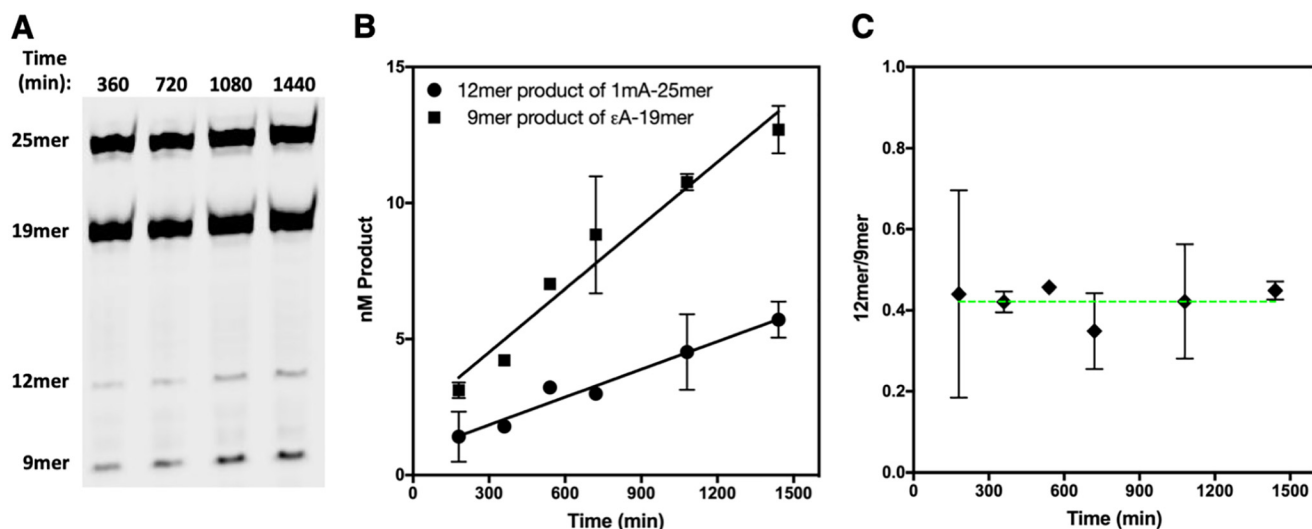 A
Time
(min): 360 720 1080 1440
25mer
19mer
12mer
9mer
B
15
10
5
0
nM Product
12mer product of 1mA-25mer
9mer product of εA-19mer
0 300 600 900 1200 1500
Time (min)
C
1.0
0.8
0.6
0.4
0.2
0.0
12mer/9mer
0 300 600 900 1200 1500
Time (min)